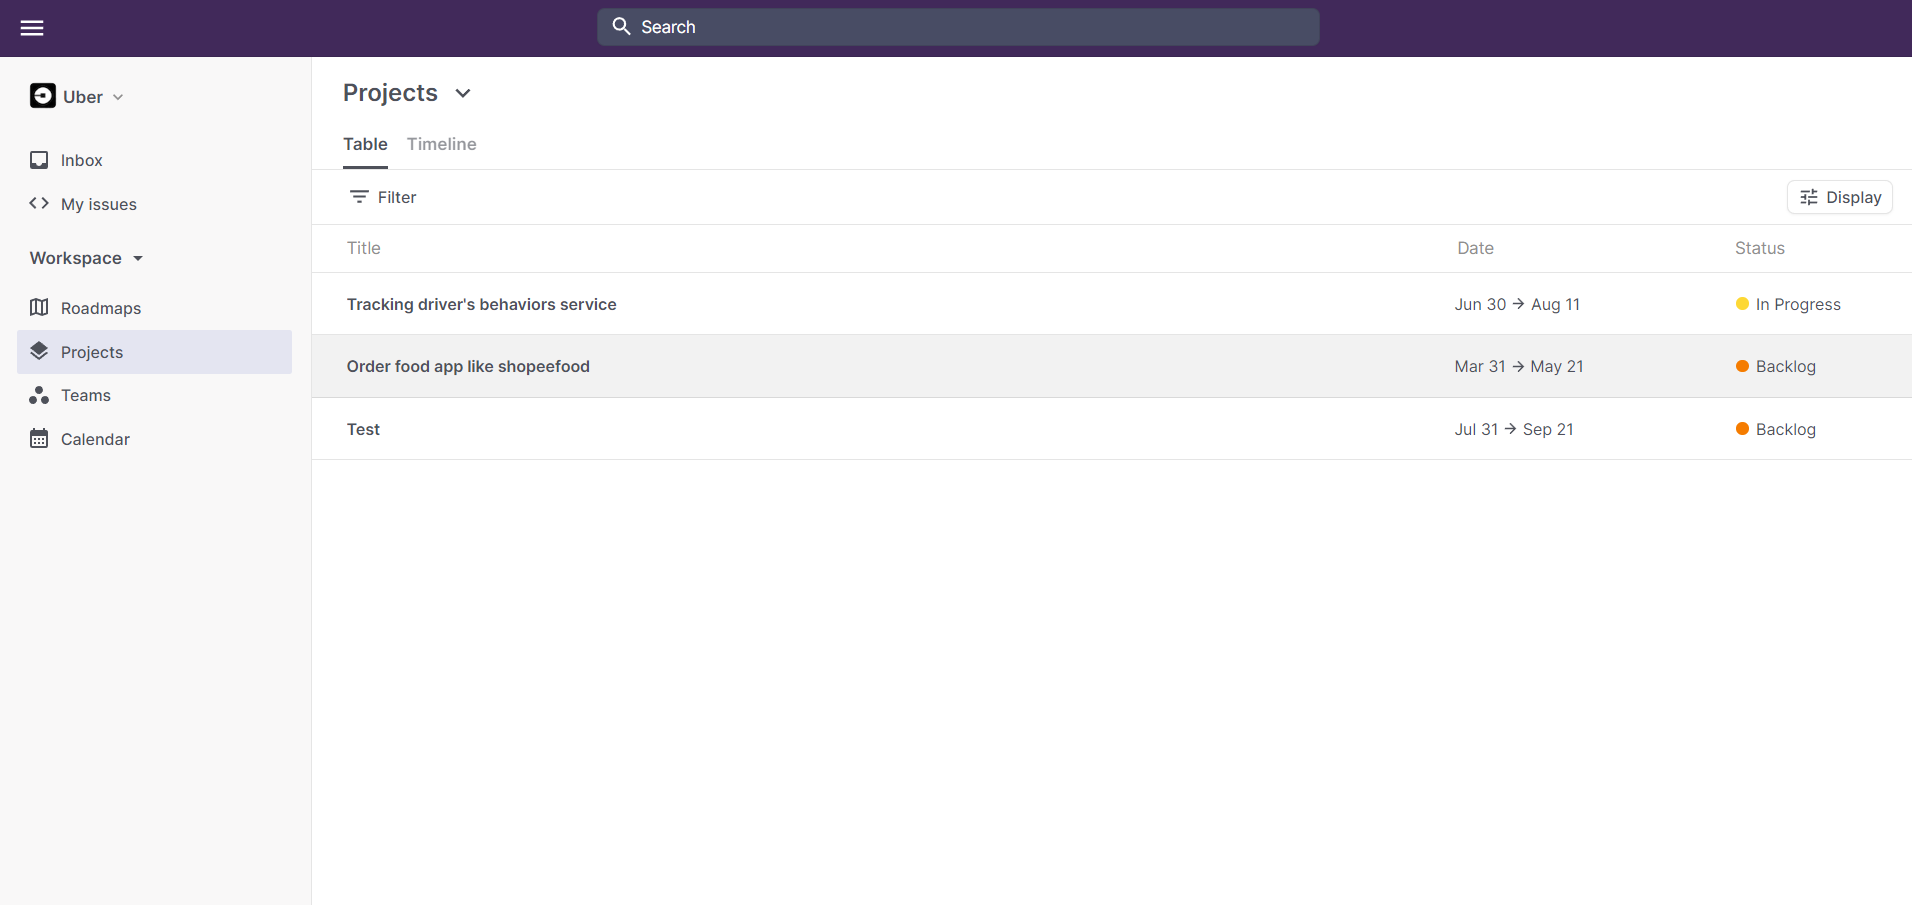 Search
Uber
Inbox
My issues
Workspace
Roadmaps
Projects
Teams
Calendar
Projects
Table Timeline
Filter Display
Title Date Status
Tracking driver's behaviors service Jun 30 → Aug 11 In Progress
Order food app like shopeefood Mar 31 → May 21 Backlog
Test Jul 31 → Sep 21 Backlog